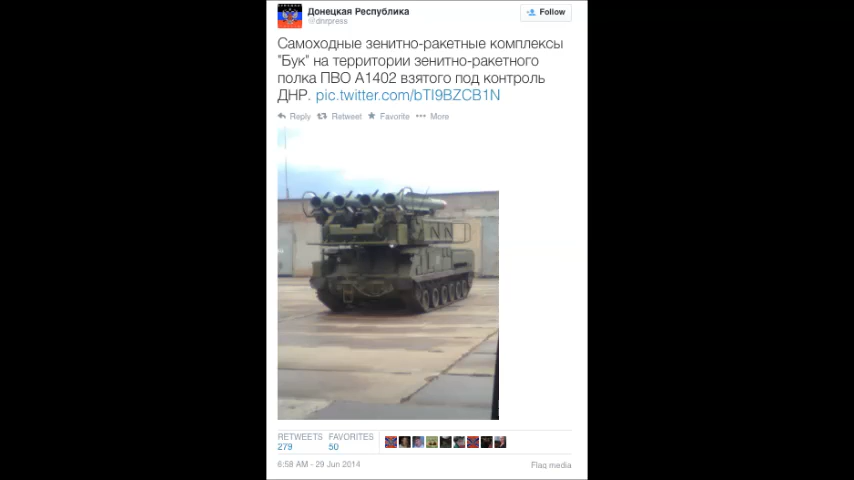 Донецкая Республика
@dnrpress
Follow
Самоходные зенитно-ракетные комплексы
"Бук" на территории зенитно-ракетного
полка ПВО А1402 взятого под контроль
ДНР. pic.twitter.com/bTI9BZCB1N
Reply Retweet Favorite More
RETWEETS FAVORITES
279 50
6:58 AM - 29 Jun 2014
Flag media